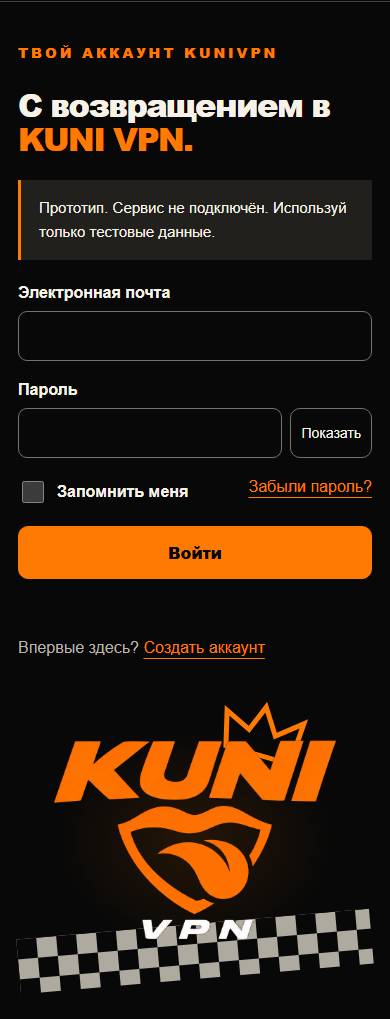 ТВОЙ АККАУНТ KUNIVPN
С возвращением в
KUNI VPN.
Прототип. Сервис не подключён. Используй
только тестовые данные.
Электронная почта
Пароль
Показать
Запомнить меня
Забыли пароль?
Войти
Впервые здесь? Создать аккаунт
KUNI
VPN